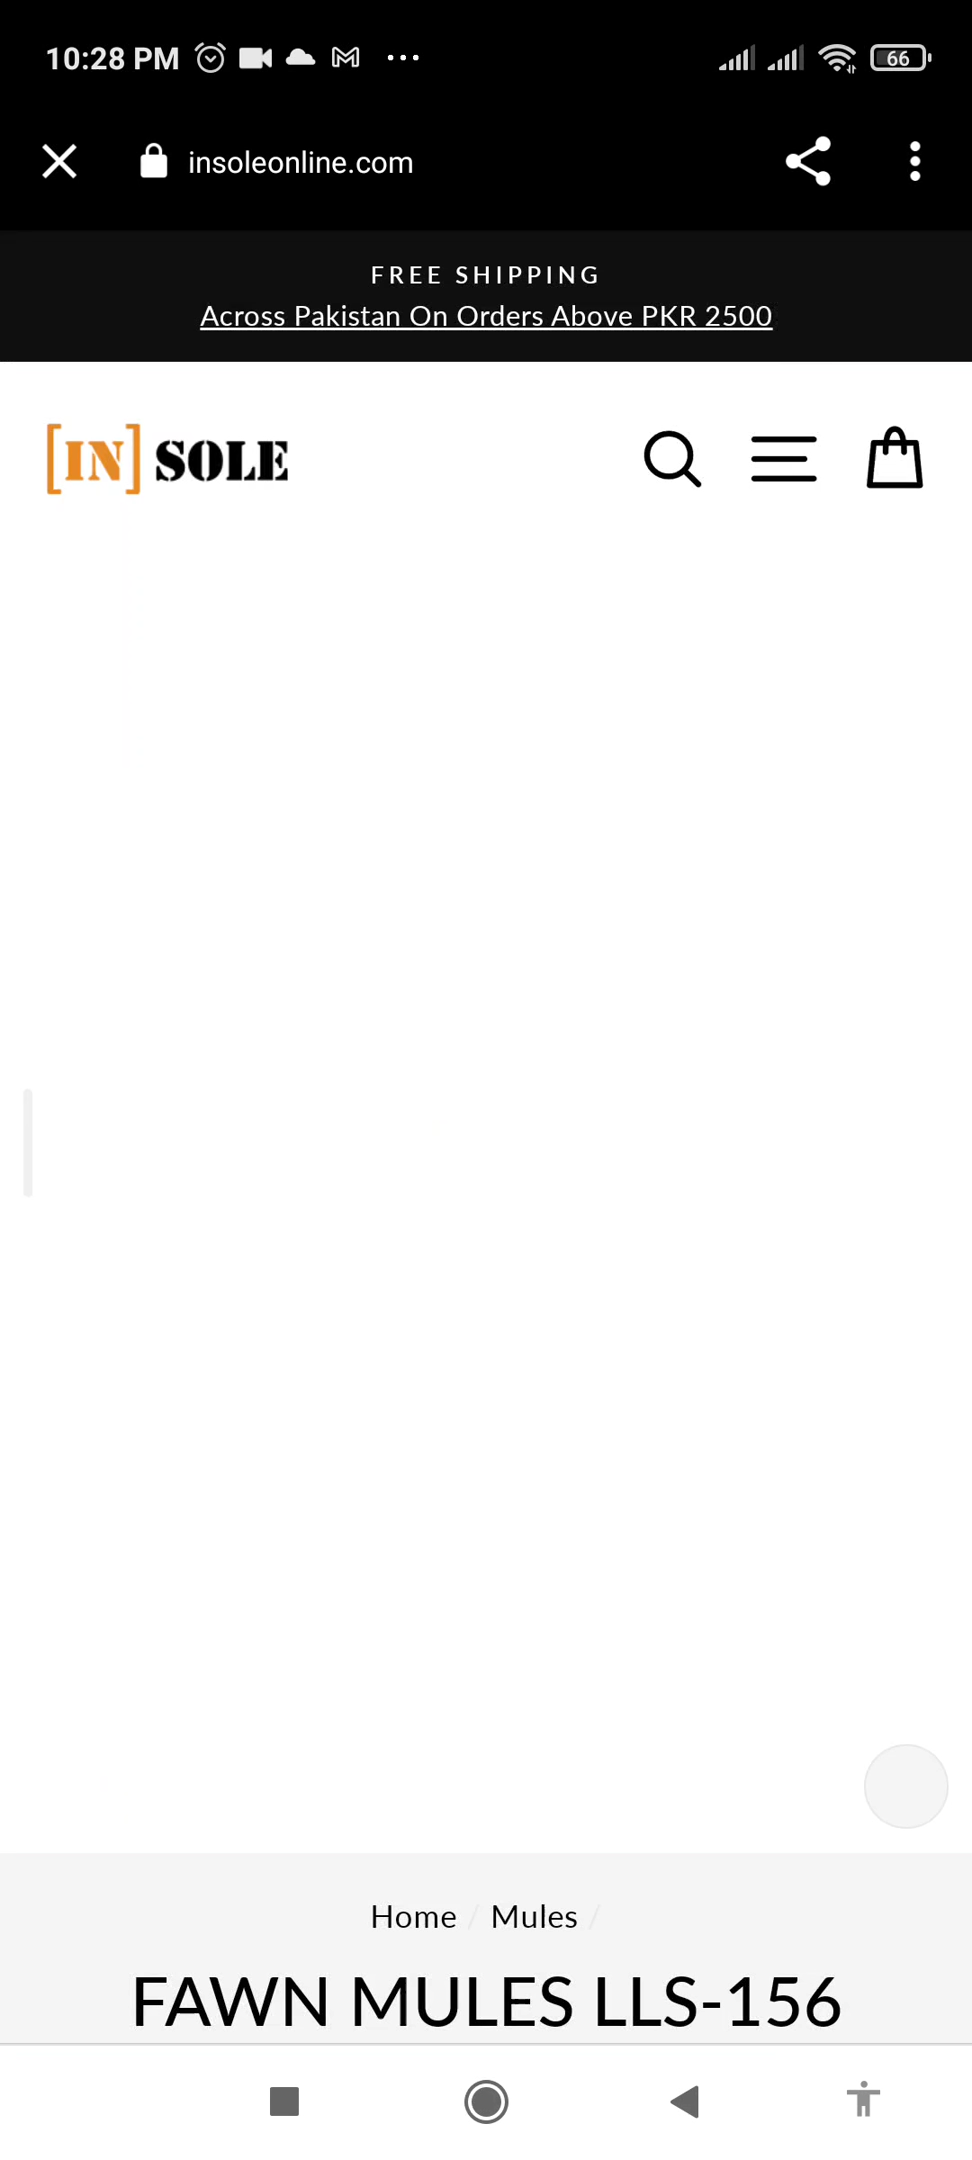 10:28 PM
66
insoleonline.com
FREE SHIPPING
Across Pakistan On Orders Above PKR 2500
[IN] SOLE
Home / Mules /
FAWN MULES LLS-156